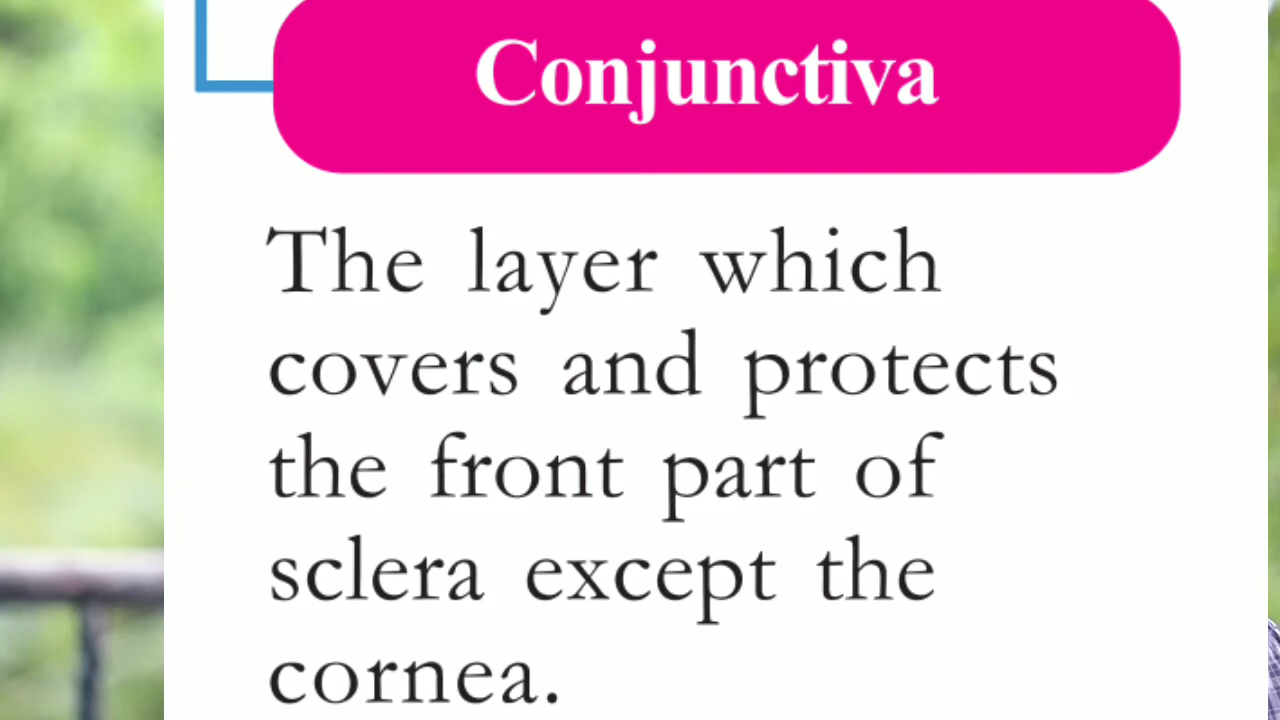 Conjunctiva
The layer which
covers and protects
the front part of
sclera except the
cornea.